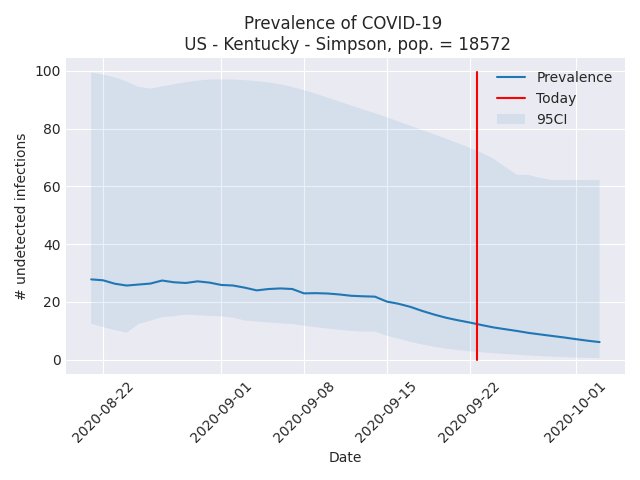 Prevalence of COVID-19
US - Kentucky - Simpson, pop. = 18572
Prevalence
Today
95CI
# undetected infections
100
80
60
40
20
0
2020-08-22
2020-09-01
2020-09-08
2020-09-15
2020-09-22
2020-10-01
Date